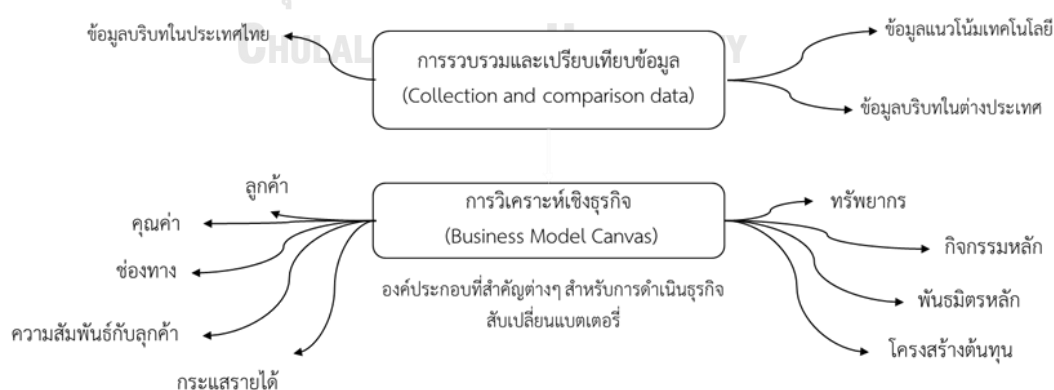 ข้อมูลบริบทในประเทศไทย
การรวบรวมและเปรียบเทียบข้อมูล
(Collection and comparison data)
ข้อมูลแนวโน้มเทคโนโลยี
ข้อมูลบริบทในต่างประเทศ
การวิเคราะห์เชิงธุรกิจ
(Business Model Canvas)
ลูกค้า
คุณค่า
ช่องทาง
ความสัมพันธ์กับลูกค้า
กระแสรายได้
ทรัพยากร
กิจกรรมหลัก
พันธมิตรหลัก
โครงสร้างต้นทุน
องค์ประกอบที่สำคัญต่างๆ สำหรับการดำเนินธุรกิจ
สับเปลี่ยนแบตเตอรี่